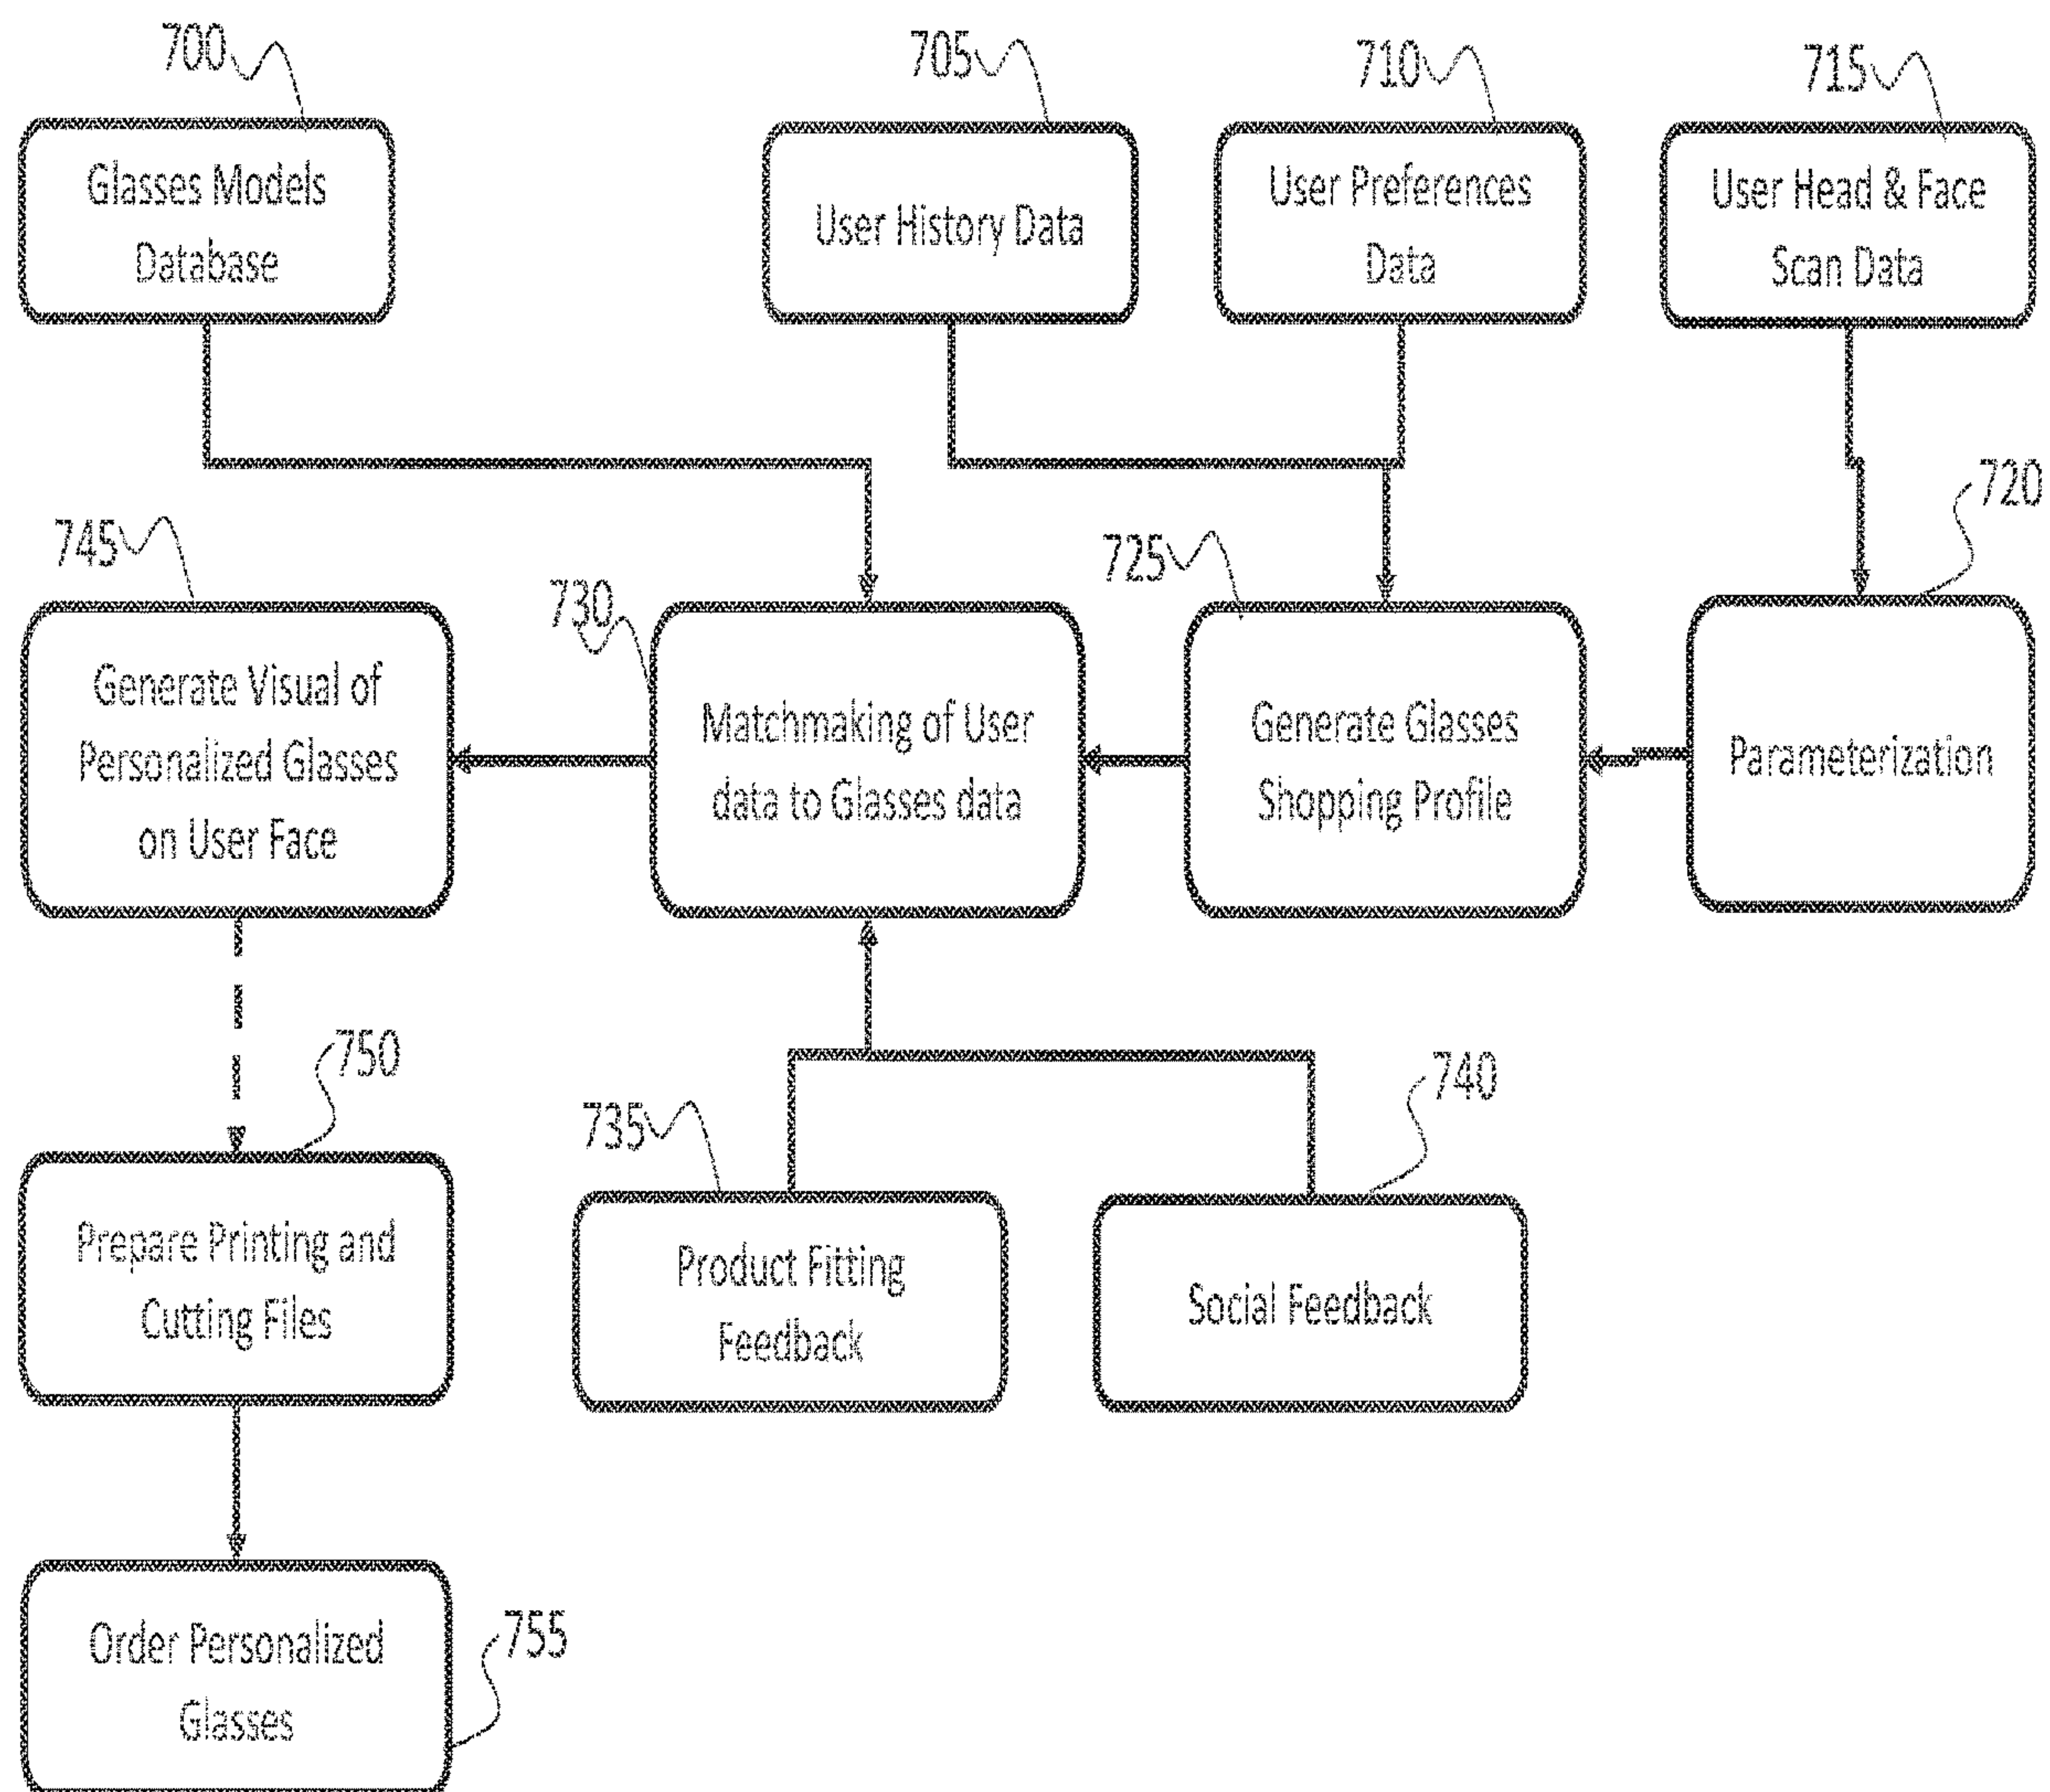 700
705
710
715
Glasses Models
Database
User History Data
User Preferences
Data
User Head & Face
Scan Data
720
745
730
725
Generate Visual of
Personalized Glasses
on User Face
Matchmaking of User
data to Glasses data
Generate Glasses
Shopping Profile
Parameterization
750
735
740
Prepare Printing and
Cutting Files
Product Fitting
Feedback
Social Feedback
Order Personalized
Glasses
755